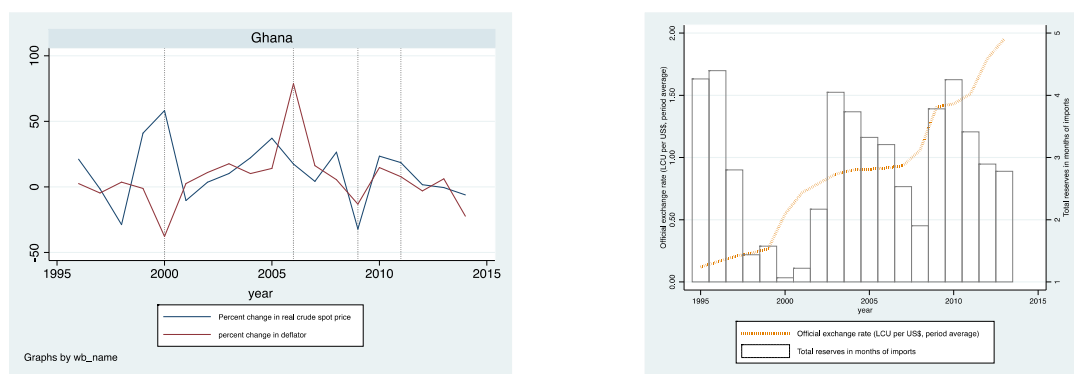 Ghana
100
50
0
-50
1995
2000
2005
2010
2015
year
Percent change in real crude spot price
percent change in deflator
Graphs by wb_name
Official exchange rate (LCU per US$, period average)
2.00
1.50
1.00
0.50
0.00
5
4
3
2
1
Total reserves in months of imports
1995
2000
2005
2010
2015
year
Official exchange rate (LCU per US$, period average)
Total reserves in months of imports